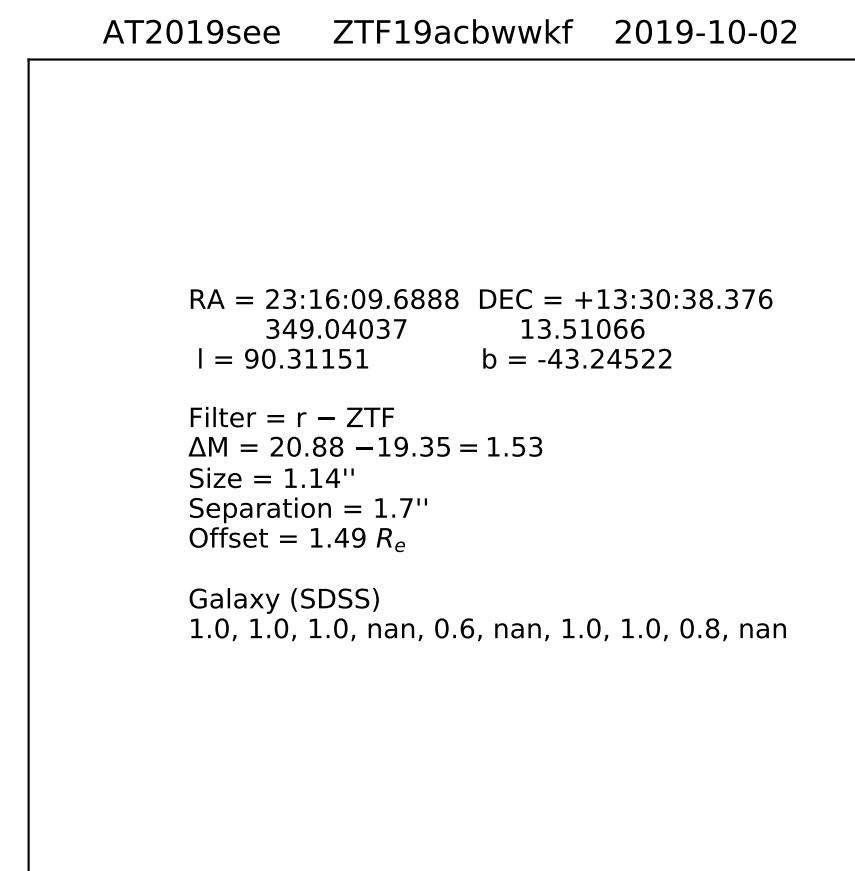 AT2019see ZTF19acbwwkf 2019-10-02
RA = 23:16:09.6888 DEC = +13:30:38.376
349.04037 13.51066
l = 90.31151 b = -43.24522
Filter = r − ZTF
ΔM = 20.88 −19.35 = 1.53
Size = 1.14''
Separation = 1.7''
Offset = 1.49 Rₑ
Galaxy (SDSS)
1.0, 1.0, 1.0, nan, 0.6, nan, 1.0, 1.0, 0.8, nan